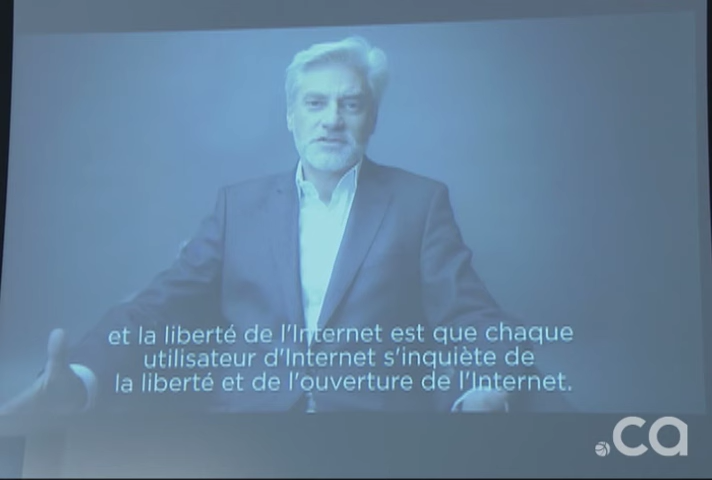 et la liberté de l'Internet est que chaque
utilisateur d'Internet s'inquiète de
la liberté et de l'ouverture de l'Internet.
.ca